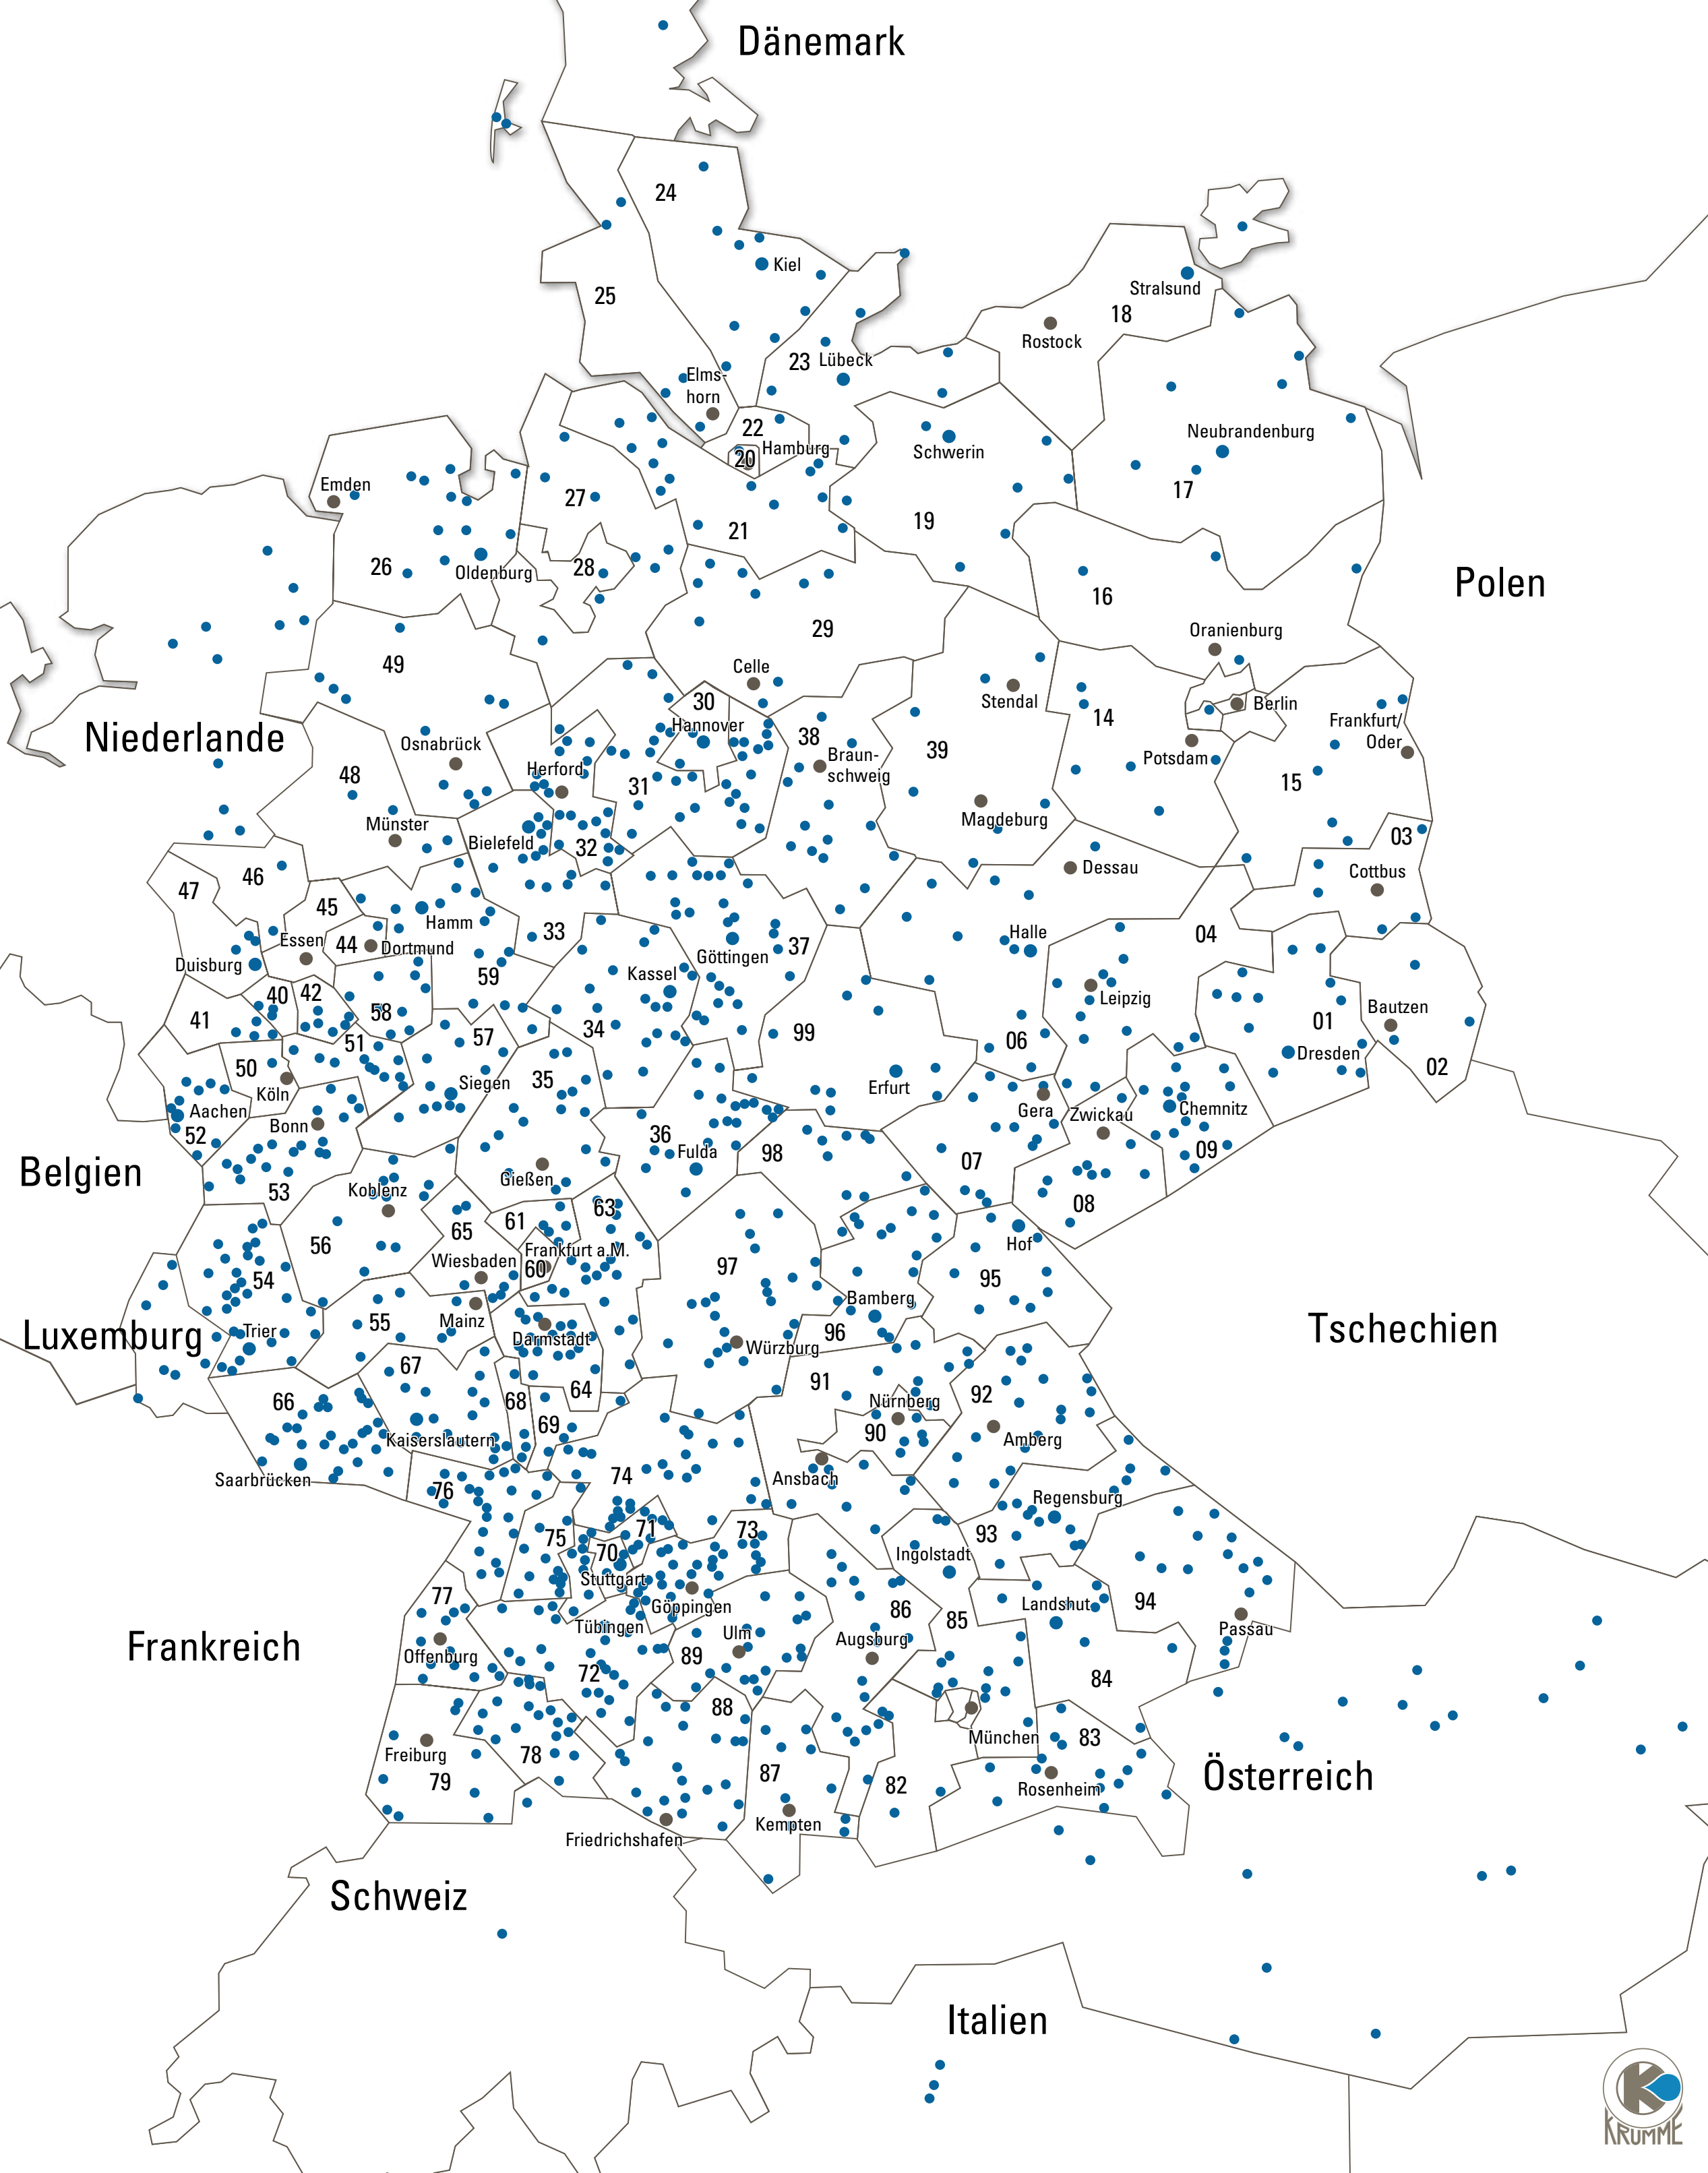 Dänemark
24
Kiel
25
Stralsund
18
Rostock
23
Lübeck
Elms-
horn
22
Hamburg
20
Schwerin
Neubrandenburg
17
Emden
27
21
19
26
Oldenburg
28
16
Polen
29
Oranienburg
49
Celle
30
Stendal
Berlin
Niederlande
Hannover
14
Frankfurt/
Oder
Osnabrück
38
39
Braun-
schweig
Potsdam
48
Herford
31
15
Münster
Magdeburg
Bielefeld
32
03
Dessau
Cottbus
46
47
45
Hamm
33
Halle
04
Essen
44
Dortmund
37
Göttingen
Duisburg
59
Kassel
40
42
Leipzig
58
41
34
99
06
01
Bautzen
51
57
Dresden
50
Siegen
35
Erfurt
02
Köln
Aachen
Gera
Zwickau
Chemnitz
Bonn
52
36
Fulda
98
09
07
Belgien
Gießen
Koblenz
53
08
61
63
65
56
Hof
Frankfurt a.M.
Wiesbaden
60
97
54
95
Bamberg
55
Mainz
Luxemburg
Trier
Darmstadt
96
Würzburg
Tschechien
67
91
66
68
64
92
Nürnberg
69
90
Kaiserslautern
Amberg
Saarbrücken
74
Ansbach
76
Regensburg
71
73
75
93
70
Ingolstadt
Stuttgart
77
Göppingen
86
85
Landshut
94
Tübingen
Ulm
Augsburg
Passau
Frankreich
Offenburg
89
72
84
88
München
83
Freiburg
78
87
Österreich
79
82
Rosenheim
Kempten
Friedrichshafen
Schweiz
Italien
KRUMME